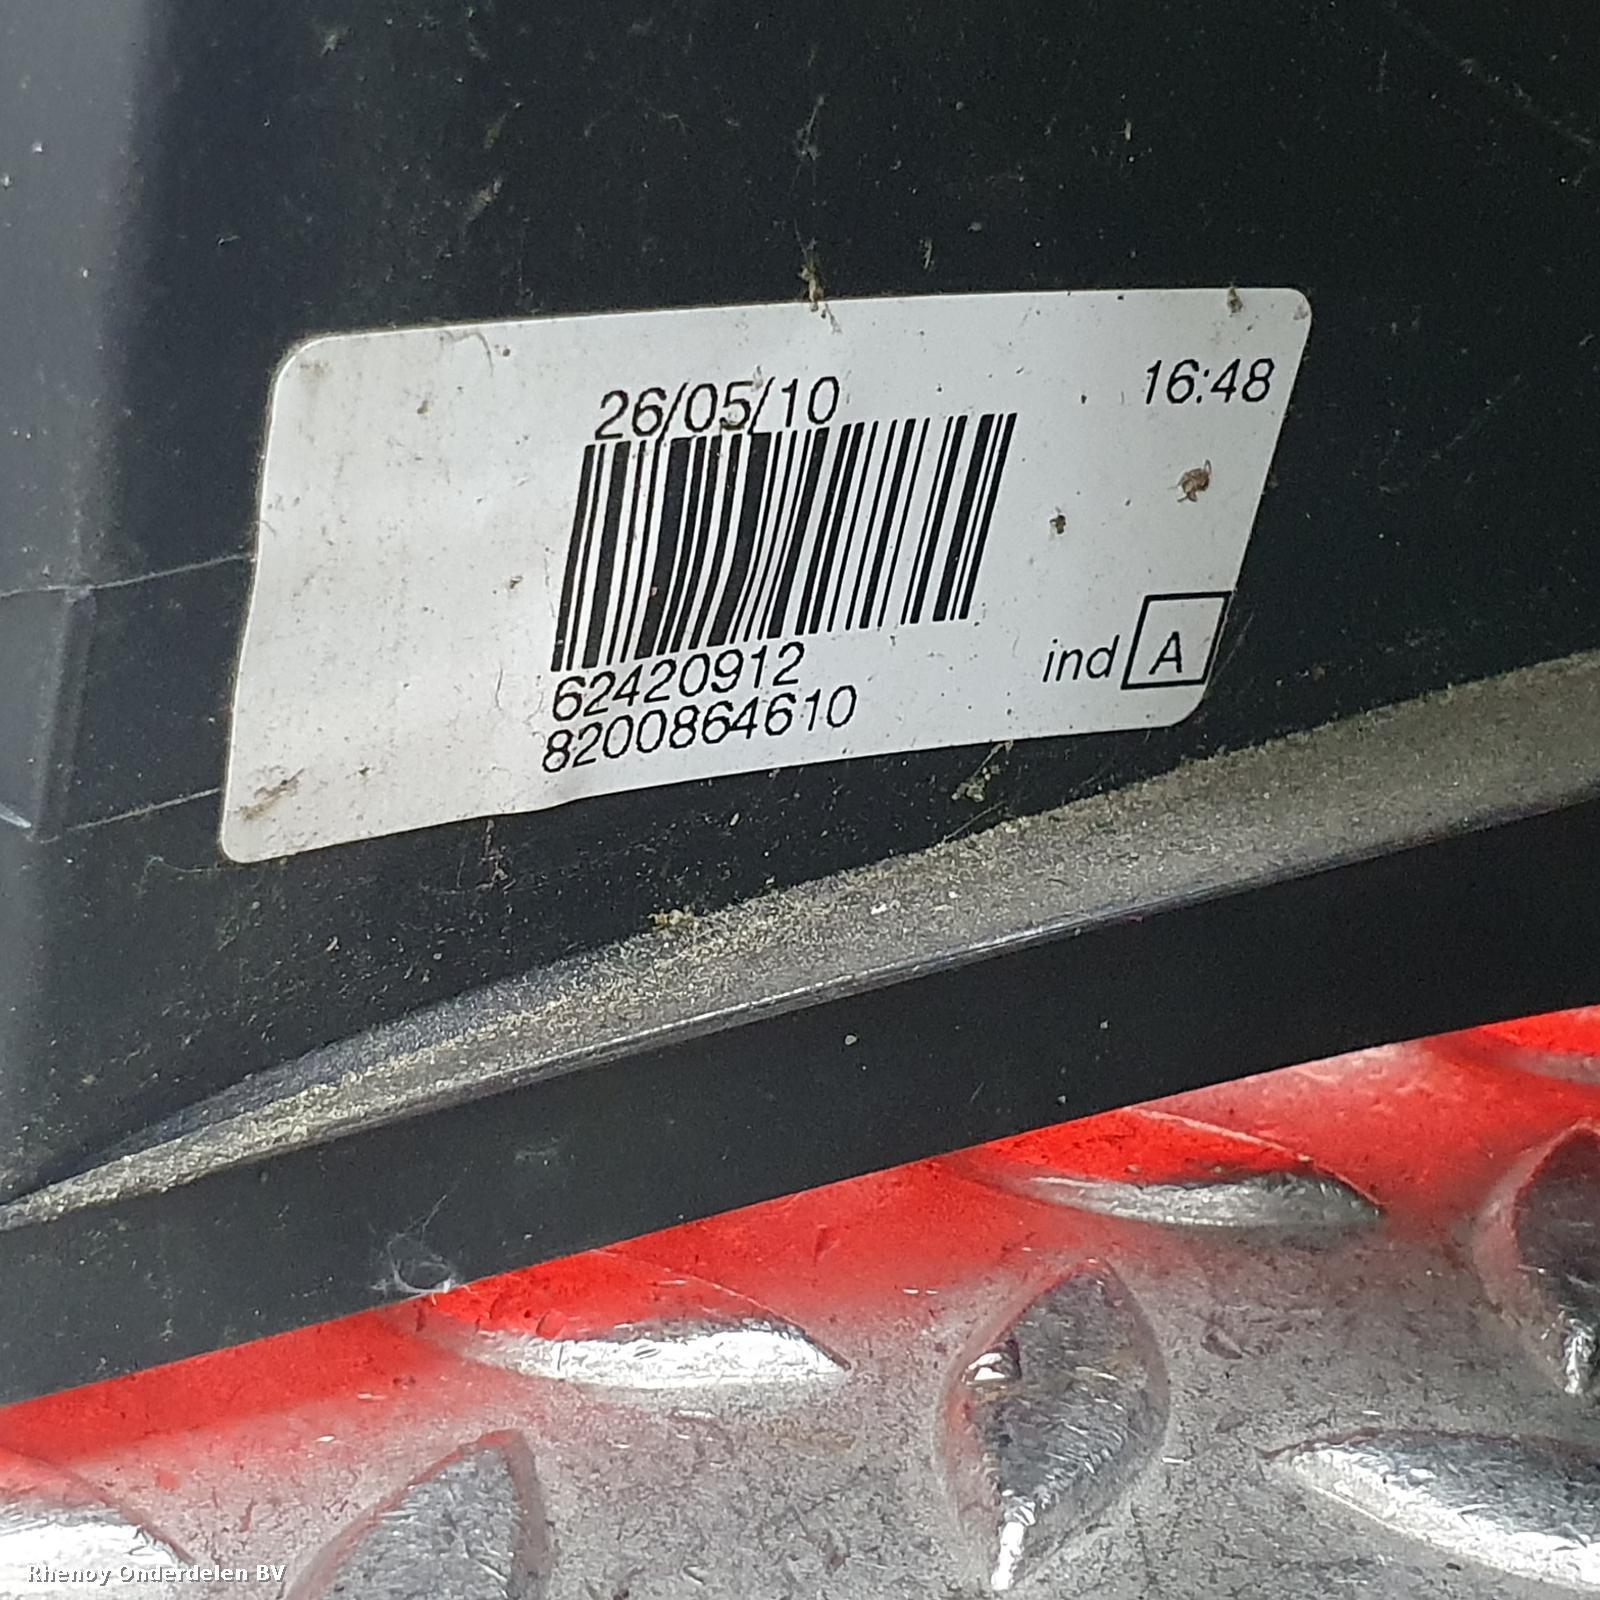 26/05/10
16:48
62420912
8200864610
ind A
Rhenoy Onderdelen BV